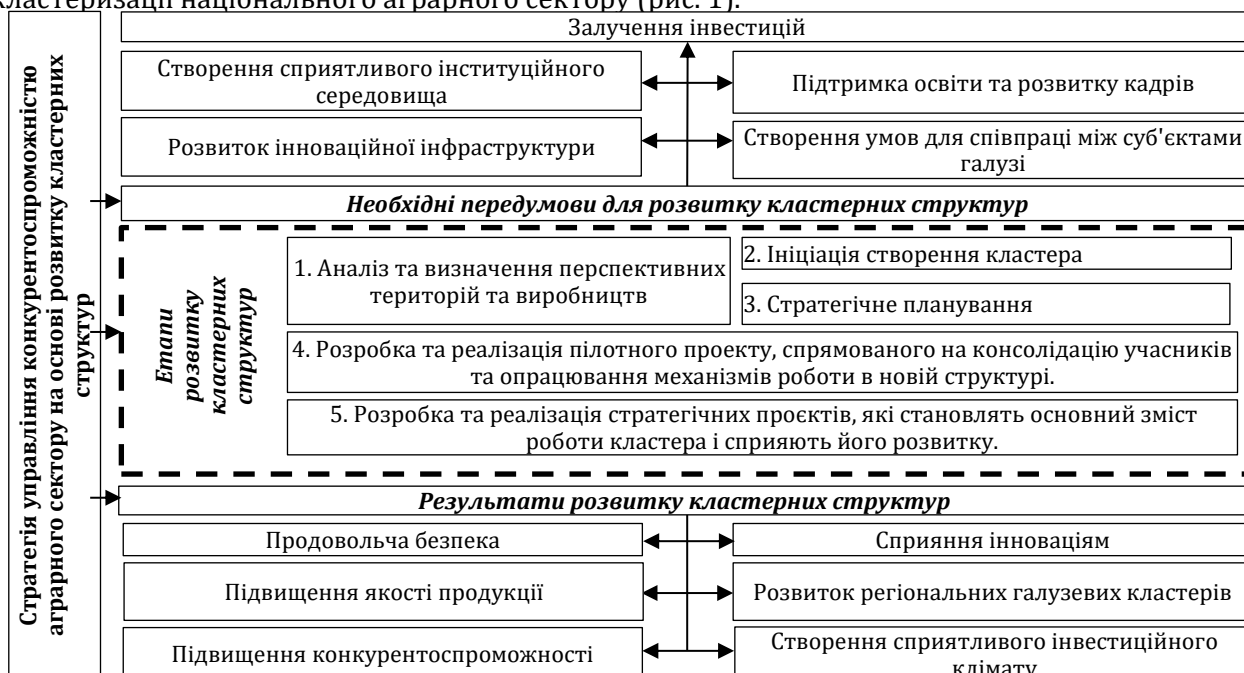 кластеризації національного аграрного сектору (рис. 1).
Стратегія управління конкурентоспроможністю
аграрного сектору на основі розвитку кластерних
структур
Залучення інвестицій
Створення сприятливого інституційного
середовища
Підтримка освіти та розвитку кадрів
Розвиток інноваційної інфраструктури
Створення умов для співпраці між суб'єктами
галузі
Необхідні передумови для розвитку кластерних структур
Етапи
розвитку
кластерних
структур
1. Аналіз та визначення перспективних
територій та виробництв
2. Ініціація створення кластера
3. Стратегічне планування
4. Розробка та реалізація пілотного проекту, спрямованого на консолідацію учасників
та опрацювання механізмів роботи в новій структурі.
5. Розробка та реалізація стратегічних проєктів, які становлять основний зміст
роботи кластера і сприяють його розвитку.
Результати розвитку кластерних структур
Продовольча безпека
Сприяння інноваціям
Підвищення якості продукції
Розвиток регіональних галузевих кластерів
Підвищення конкурентоспроможності
Створення сприятливого інвестиційного
клімату